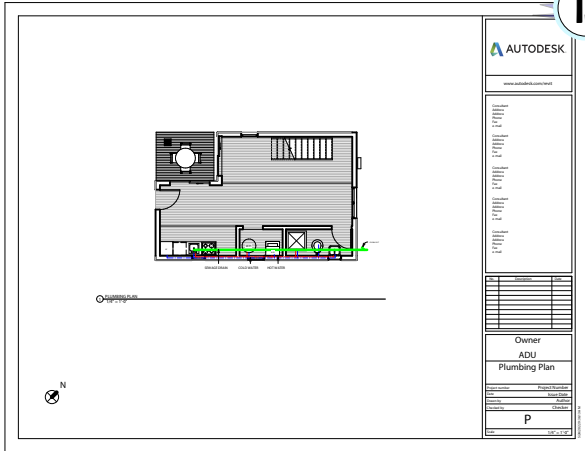 AUTODESK
www.autodesk.com/revit
Consultant
Address
Address
Phone
Fax
e-mail
Consultant
Address
Address
Phone
Fax
e-mail
Consultant
Address
Address
Phone
Fax
e-mail
Consultant
Address
Address
Phone
Fax
e-mail
Consultant
Address
Address
Phone
Fax
e-mail
No. Description Date
SEWAGE DRAIN COLD WATER HOT WATER
1 PLUMBING PLAN
1/8" = 1'-0"
N
Owner
ADU
Plumbing Plan
Project number Project Number
Date Issue Date
Drawn by Author
Checked by Checker
P
Scale 1/8" = 1'-0"